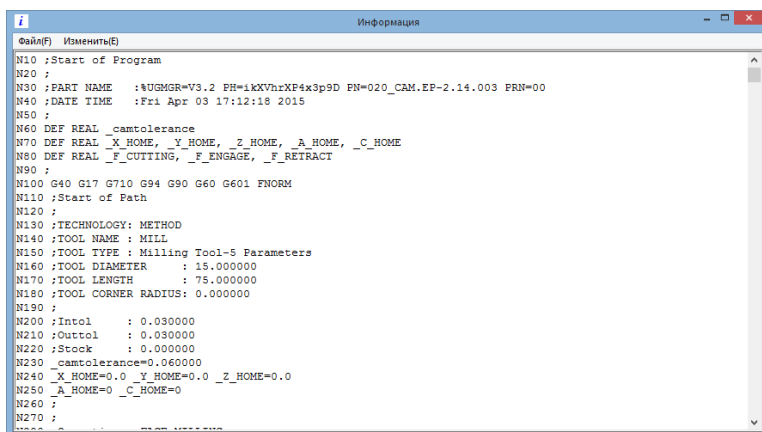 i Информация
Файл(F) Изменить(E)
N10 ;Start of Program
N20 ;
N30 ;PART NAME   :%UGMGR=V3.2 PH=ikXVhrXP4x3p9D PN=020_CAM.EP-2.14.003 PRN=00
N40 ;DATE TIME   :Fri Apr 03 17:12:18 2015
N50 ;
N60 DEF REAL _camtolerance
N70 DEF REAL _X_HOME, _Y_HOME, _Z_HOME, _A_HOME, _C_HOME
N80 DEF REAL _F_CUTTING, _F_ENGAGE, _F_RETRACT
N90 ;
N100 G40 G17 G710 G94 G90 G60 G601 FNORM
N110 ;Start of Path
N120 ;
N130 ;TECHNOLOGY: METHOD
N140 ;TOOL NAME : MILL
N150 ;TOOL TYPE : Milling Tool-5 Parameters
N160 ;TOOL DIAMETER     : 15.000000
N170 ;TOOL LENGTH       : 75.000000
N180 ;TOOL CORNER RADIUS: 0.000000
N190 ;
N200 ;Intol     : 0.030000
N210 ;Outtol    : 0.030000
N220 ;Stock     : 0.000000
N230 _camtolerance=0.060000
N240 _X_HOME=0.0 _Y_HOME=0.0 _Z_HOME=0.0
N250 _A_HOME=0 _C_HOME=0
N260 ;
N270 ;